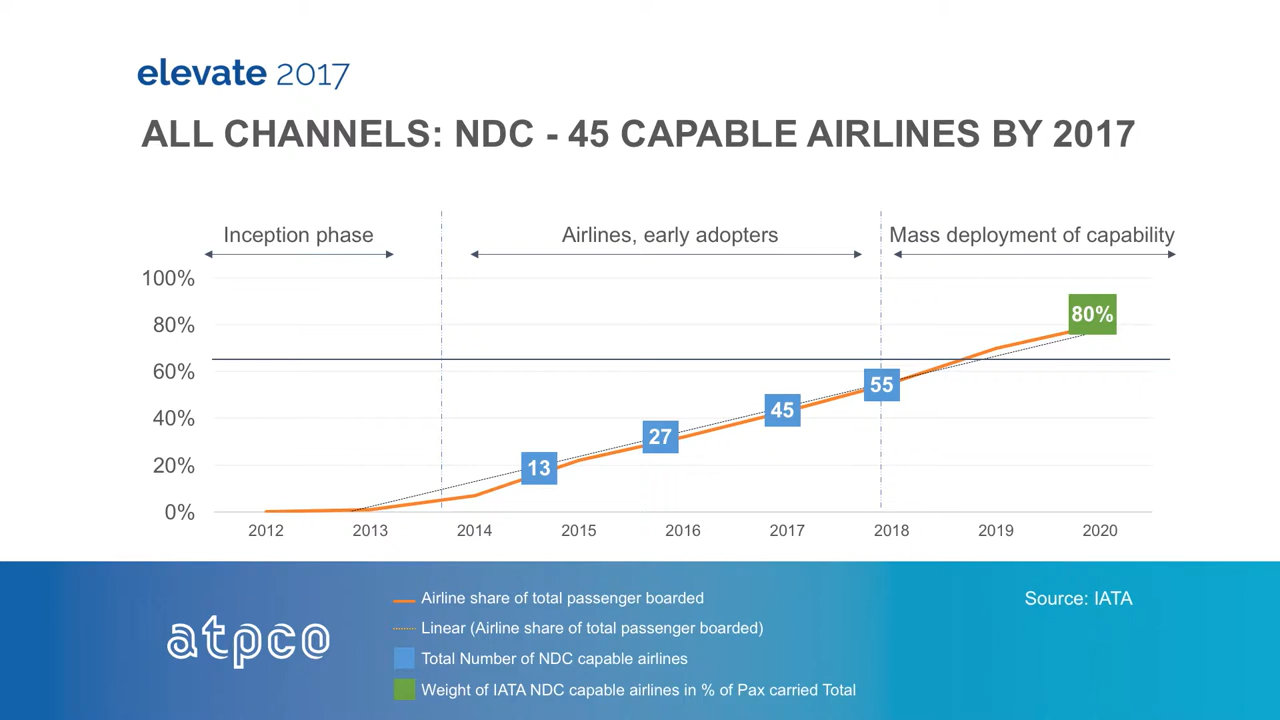 elevate 2017
ALL CHANNELS: NDC - 45 CAPABLE AIRLINES BY 2017
Inception phase
Airlines, early adopters
Mass deployment of capability
100%
80%
60%
40%
20%
0%
13
27
45
55
80%
2012 2013 2014 2015 2016 2017 2018 2019 2020
atpco
Airline share of total passenger boarded
Linear (Airline share of total passenger boarded)
Total Number of NDC capable airlines
Weight of IATA NDC capable airlines in % of Pax carried Total
Source: IATA